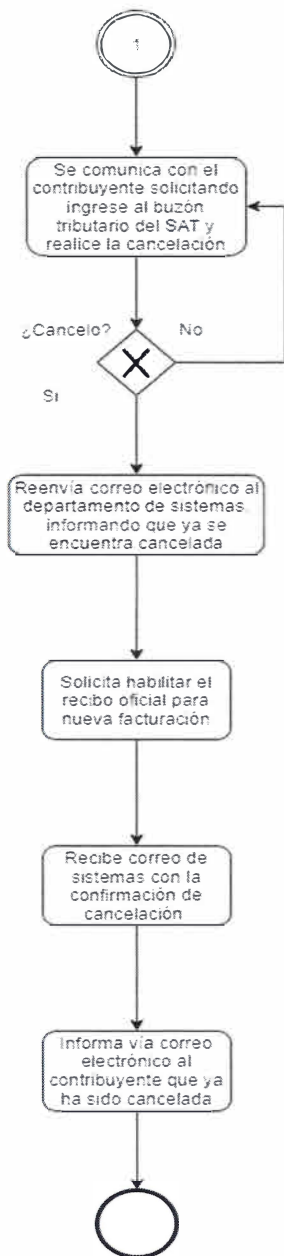 1
Se comunica con el
contribuyente solicitando
ingrese al buzón
tributario del SAT y
realice la cancelación
¿Cancelo?
No
Si
Reenvía correo electrónico al
departamento de sistemas,
informando que ya se
encuentra cancelada
Solicita habilitar el
recibo oficial para
nueva facturación
Recibe correo de
sistemas con la
confirmación de
cancelación
Informa vía correo
electrónico al
contribuyente que ya
ha sido cancelada